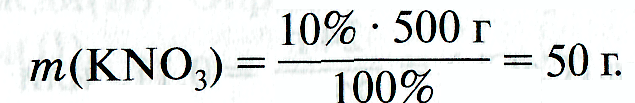 m(KNO₃) = 10% · 500 г / 100% = 50 г.